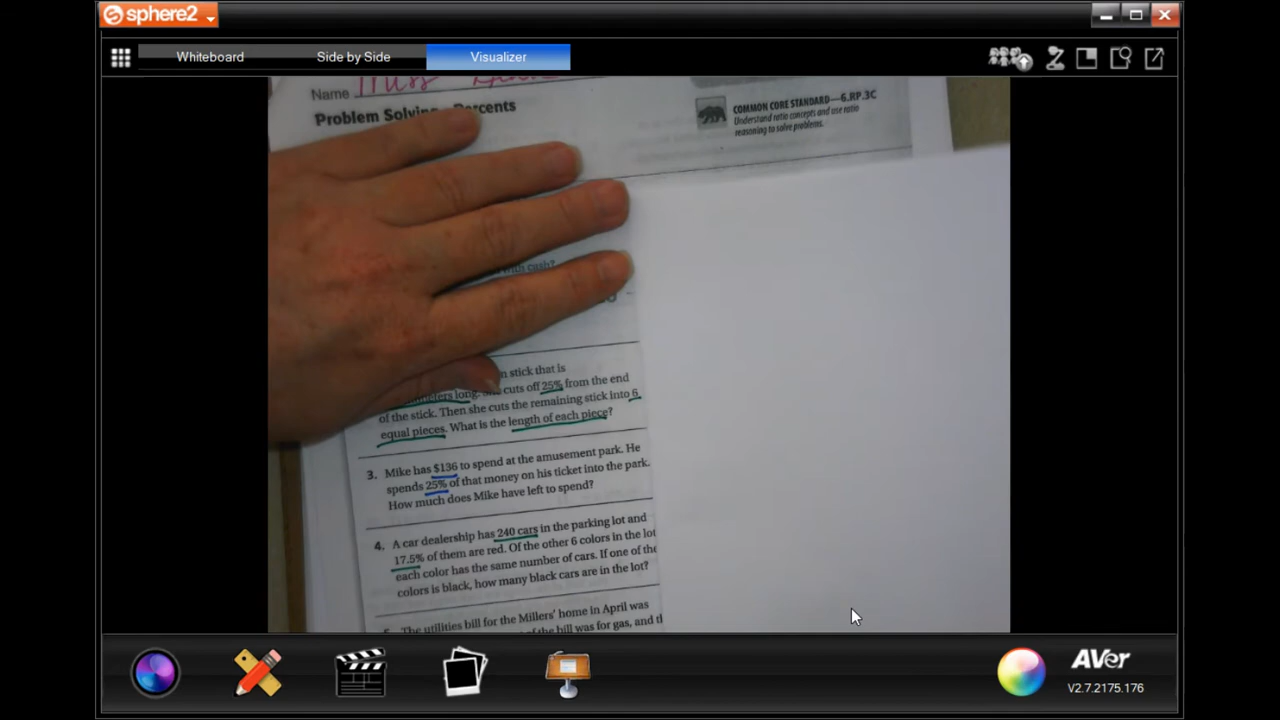 sphere2
Whiteboard
Side by Side
Visualizer
Name Miss
Problem Solving Percents
COMMON CORE STANDARD—6.RP.3C
Understand ratio concepts and use ratio
reasoning to solve problems.
with cash?
stick that is
long. cuts off 25% from the end
of the stick. Then she cuts the remaining stick into 6
equal pieces. What is the length of each piece?
3. Mike has $136 to spend at the amusement park. He
spends 25% of that money on his ticket into the park.
How much does Mike have left to spend?
4. A car dealership has 240 cars in the parking lot and
17.5% of them are red. Of the other 6 colors in the lot
each color has the same number of cars. If one of the
colors is black, how many black cars are in the lot?
5. The utilities bill for the Millers' home in April was
of the bill was for gas, and
AVer
V2.7.2175.176